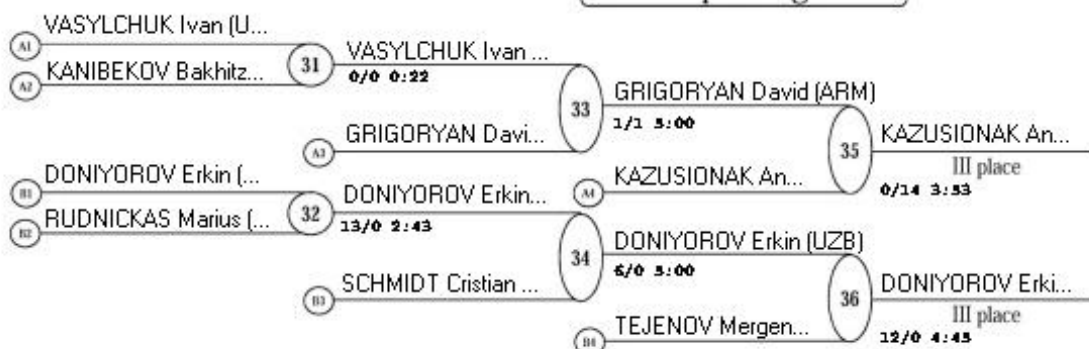 VASYLCHUK Ivan (U...
A1
31
VASYLCHUK Ivan ...
0/0 0:22
KANIBEKOV Bakhitz...
A2
33
GRIGORYAN David (ARM)
1/1 5:00
GRIGORYAN Davi...
A3
35
KAZUSIONAK An...
III place
0/14 3:53
KAZUSIONAK An...
A4
DONIYOROV Erkin (...
B1
32
DONIYOROV Erkin...
13/0 2:43
RUDNICKAS Marius (...
B2
34
DONIYOROV Erkin (UZB)
6/0 5:00
SCHMIDT Cristian ...
B3
36
DONIYOROV Erki...
III place
12/0 4:45
TEJENOV Mergen...
B4